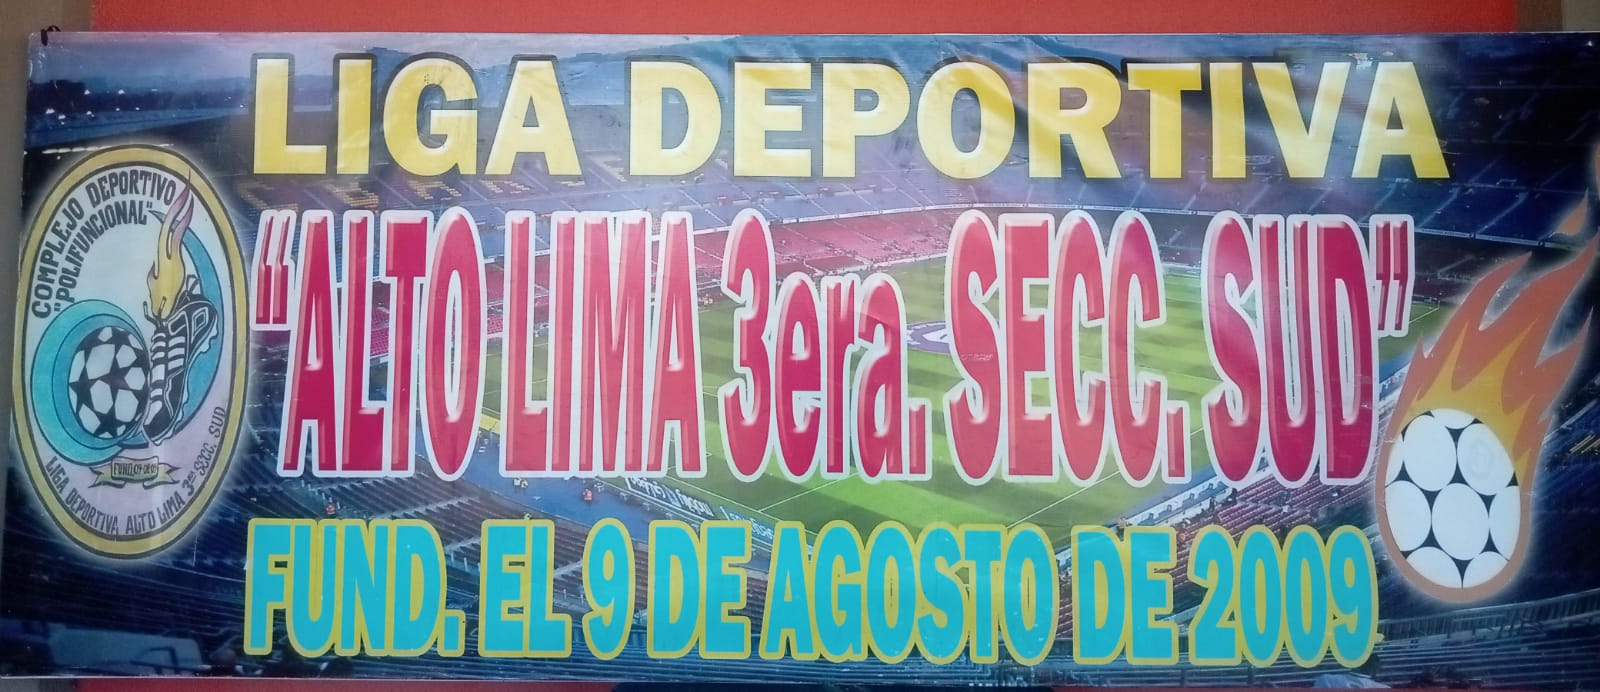 LIGA DEPORTIVA
"ALTO LIMA 3era. SECC. SUD"
FUND. EL 9 DE AGOSTO DE 2009
COMPLEJO DEPORTIVO
"POLIFUNCIONAL"
LIGA DEPORTIVA ALTO LIMA 3ra SECC. SUD